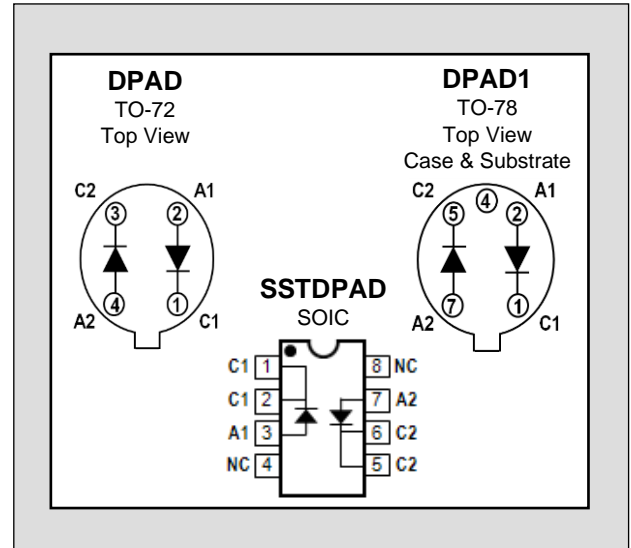 DPAD
TO-72
Top View
DPAD1
TO-78
Top View
Case & Substrate
C2 A1
3 2
4 1
A2 C1
C2 A1
5 4 2
7 1
A2 C1
SSTDPAD
SOIC
C1 1 8 NC
C1 2 7 A2
A1 3 6 C2
NC 4 5 C2